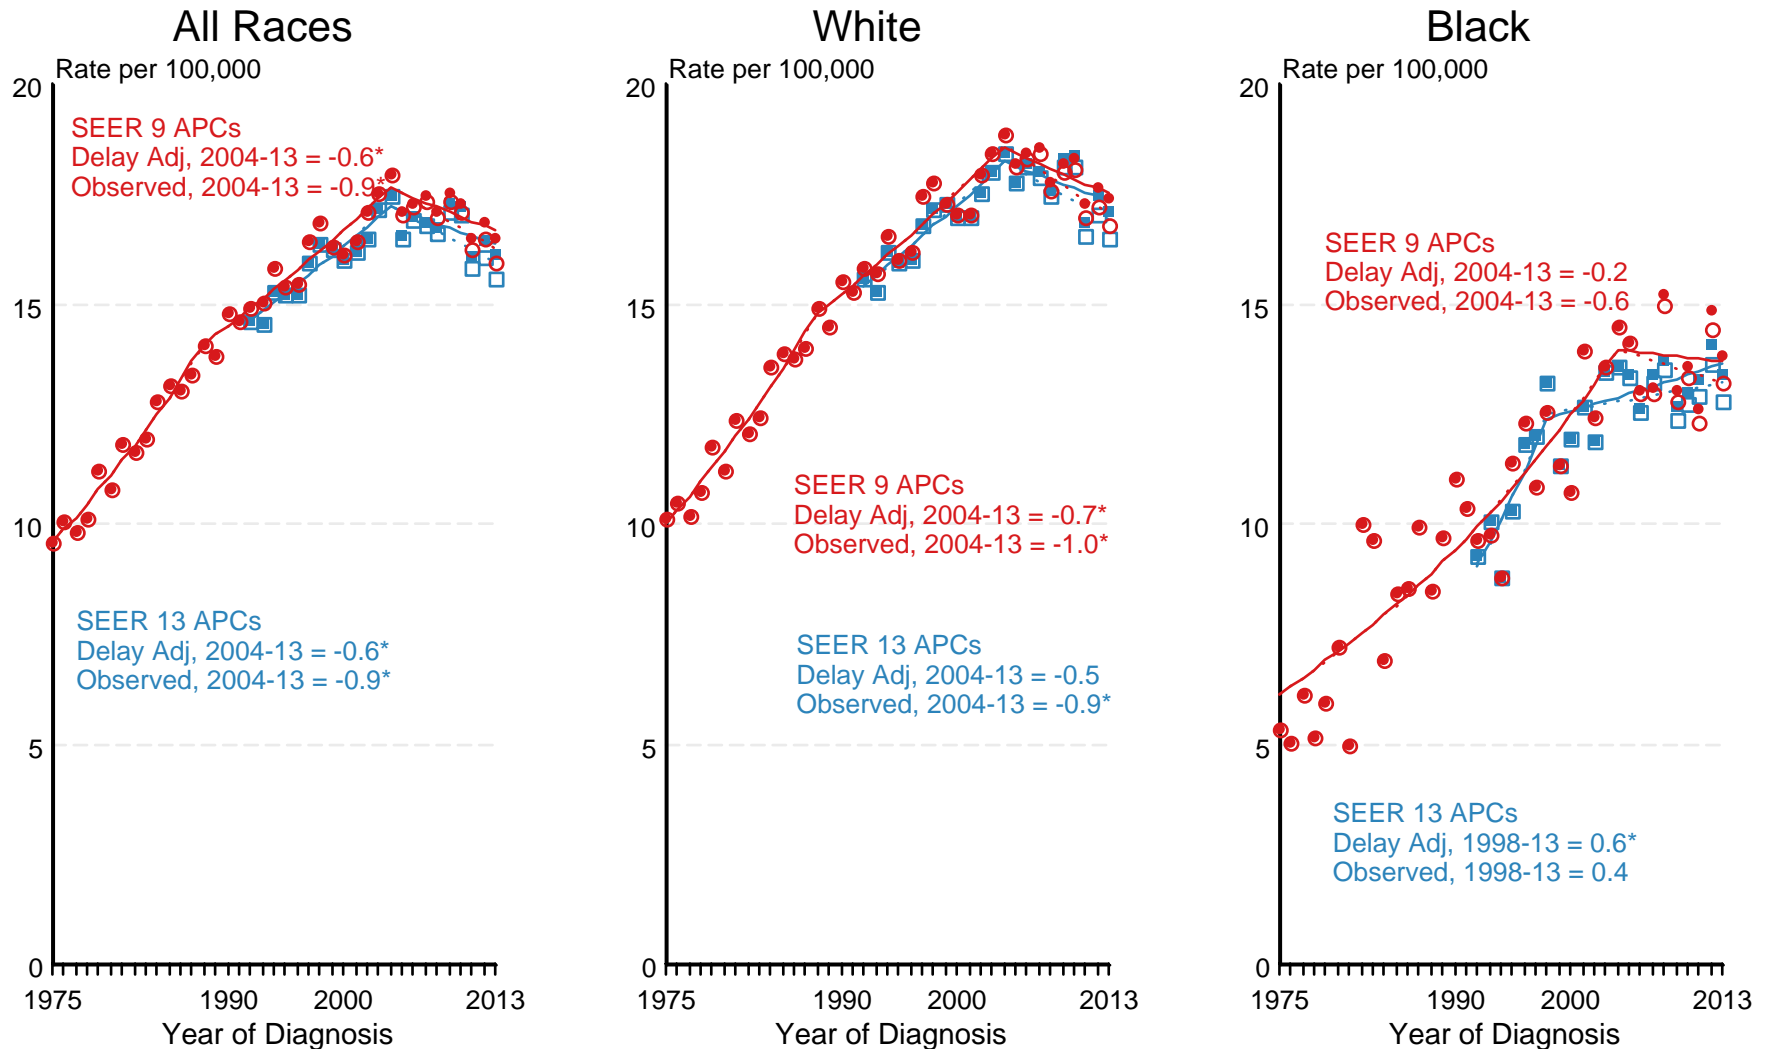 All Races
Rate per 100,000
20
15
10
5
0
SEER 9 APCs
Delay Adj, 2004-13 = -0.6*
Observed, 2004-13 = -0.9*
SEER 13 APCs
Delay Adj, 2004-13 = -0.6*
Observed, 2004-13 = -0.9*
1975 1990 2000 2013
Year of Diagnosis
White
Rate per 100,000
20
15
10
5
0
SEER 9 APCs
Delay Adj, 2004-13 = -0.7*
Observed, 2004-13 = -1.0*
SEER 13 APCs
Delay Adj, 2004-13 = -0.5
Observed, 2004-13 = -0.9*
1975 1990 2000 2013
Year of Diagnosis
Black
Rate per 100,000
20
15
10
5
0
SEER 9 APCs
Delay Adj, 2004-13 = -0.2
Observed, 2004-13 = -0.6
SEER 13 APCs
Delay Adj, 1998-13 = 0.6*
Observed, 1998-13 = 0.4
1975 1990 2000 2013
Year of Diagnosis